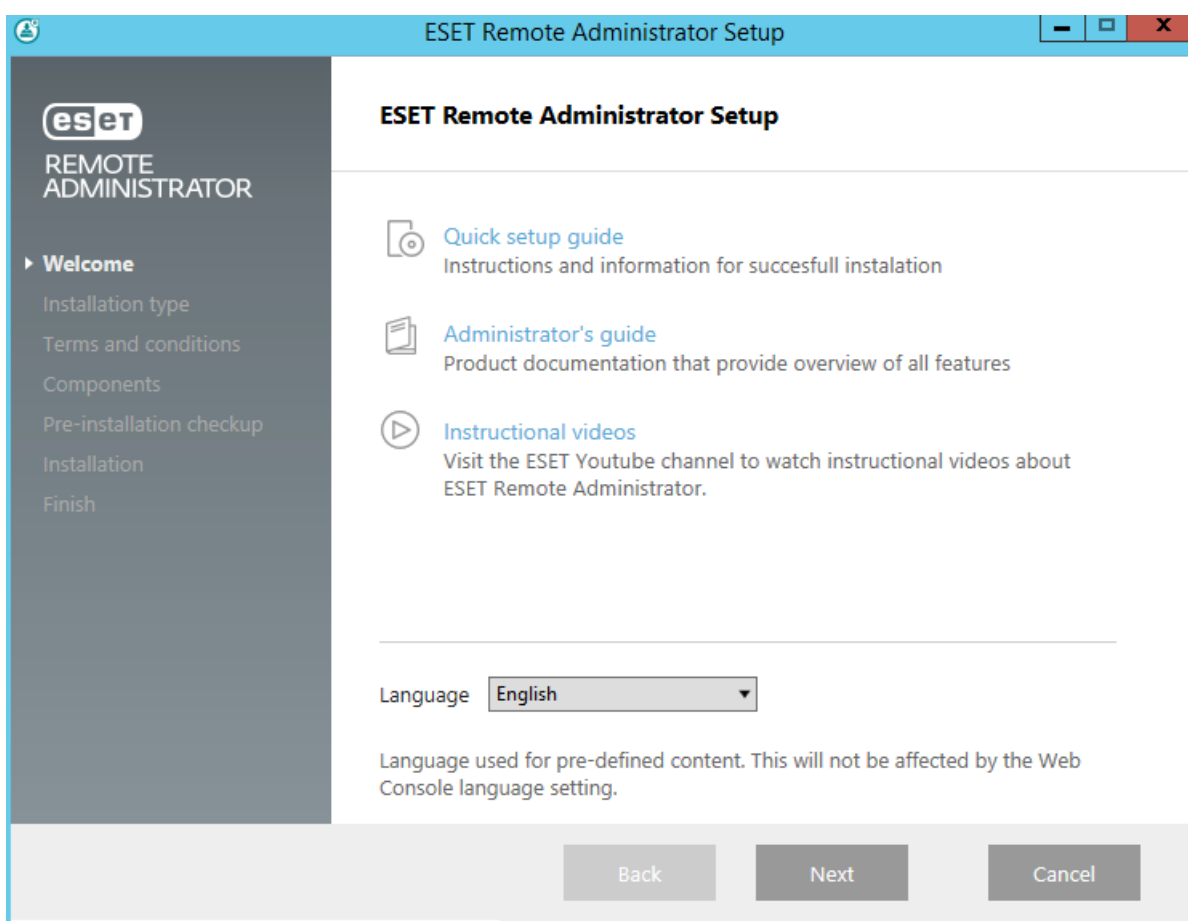 ESET Remote Administrator Setup
eset
REMOTE
ADMINISTRATOR
Welcome
Installation type
Terms and conditions
Components
Pre-installation checkup
Installation
Finish
ESET Remote Administrator Setup
Quick setup guide
Instructions and information for succesfull instalation
Administrator's guide
Product documentation that provide overview of all features
Instructional videos
Visit the ESET Youtube channel to watch instructional videos about
ESET Remote Administrator.
Language English
Language used for pre-defined content. This will not be affected by the Web
Console language setting.
Back Next Cancel